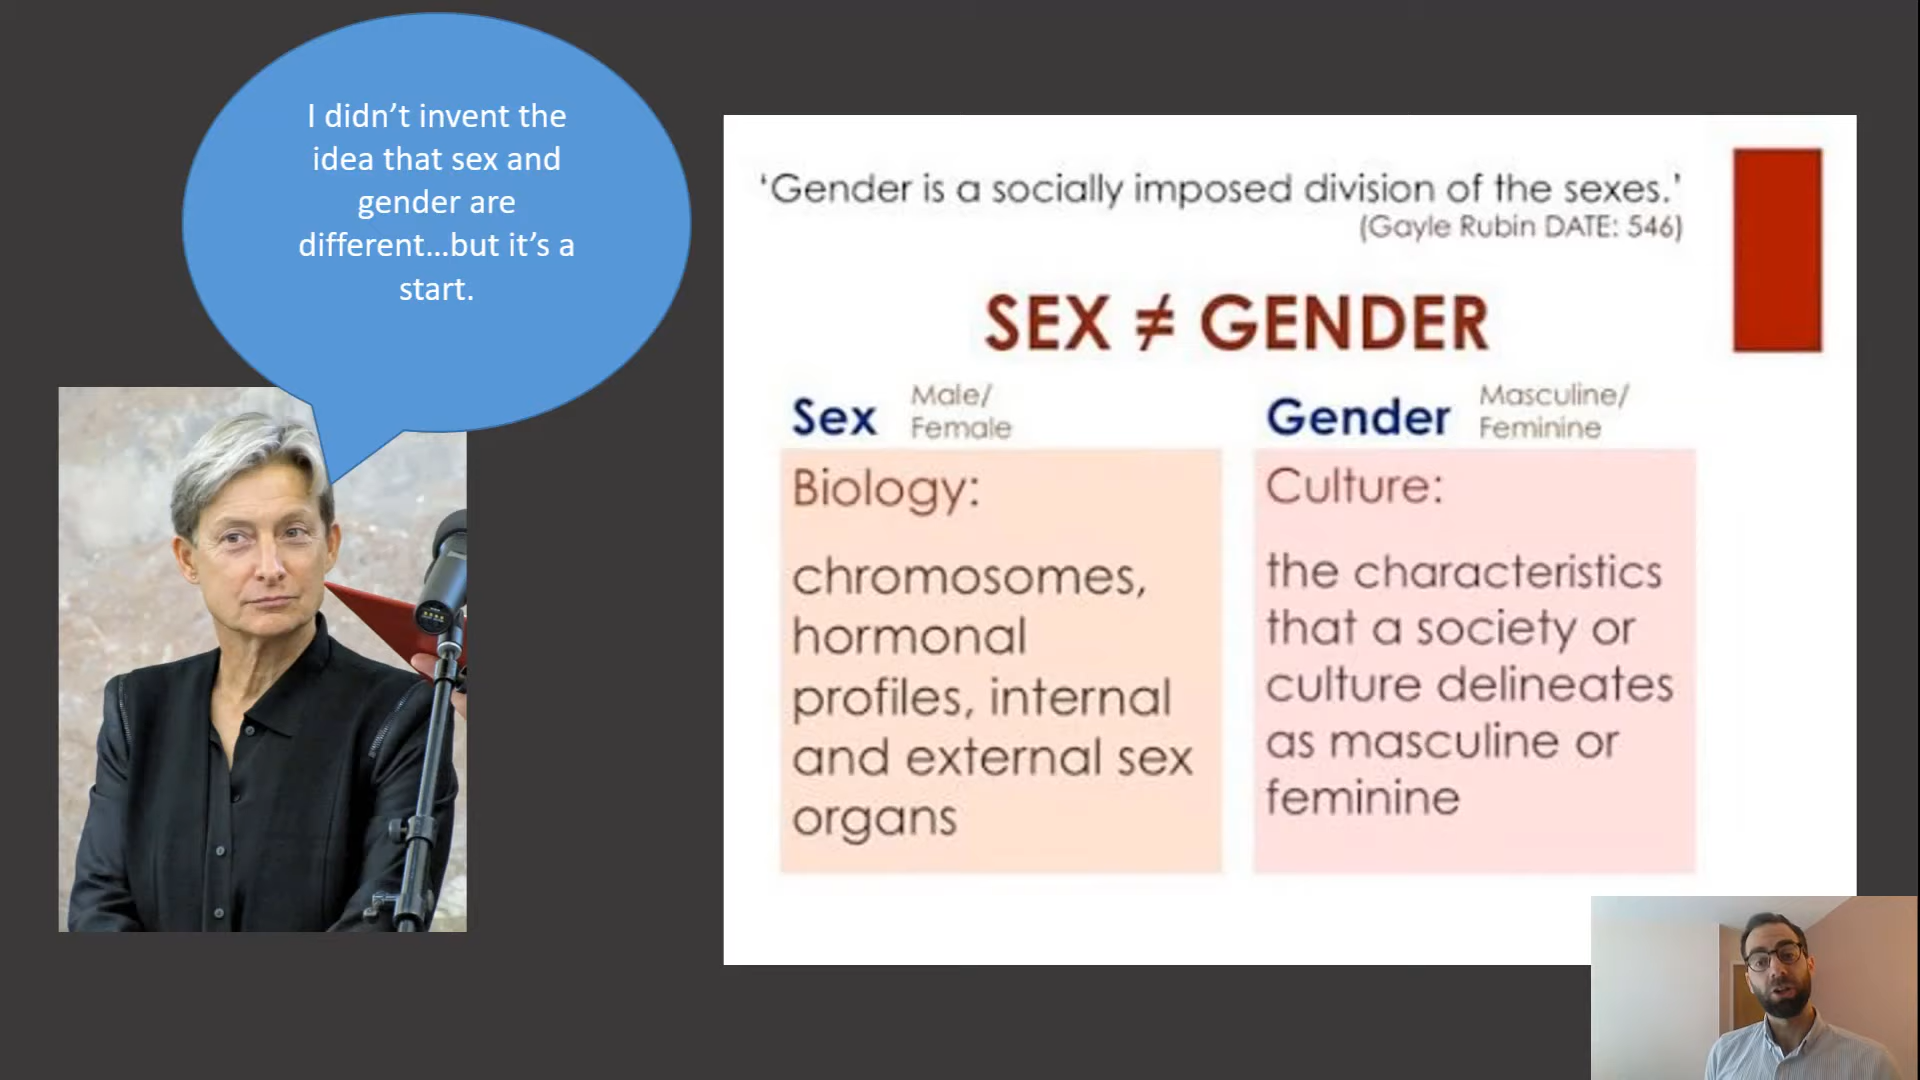 I didn’t invent the
idea that sex and
gender are
different...but it’s a
start.
‘Gender is a socially imposed division of the sexes.’
(Gayle Rubin DATE: 546)
SEX ≠ GENDER
Sex
Male/
Female
Biology:
chromosomes,
hormonal
profiles, internal
and external sex
organs
Gender
Masculine/
Feminine
Culture:
the characteristics
that a society or
culture delineates
as masculine or
feminine